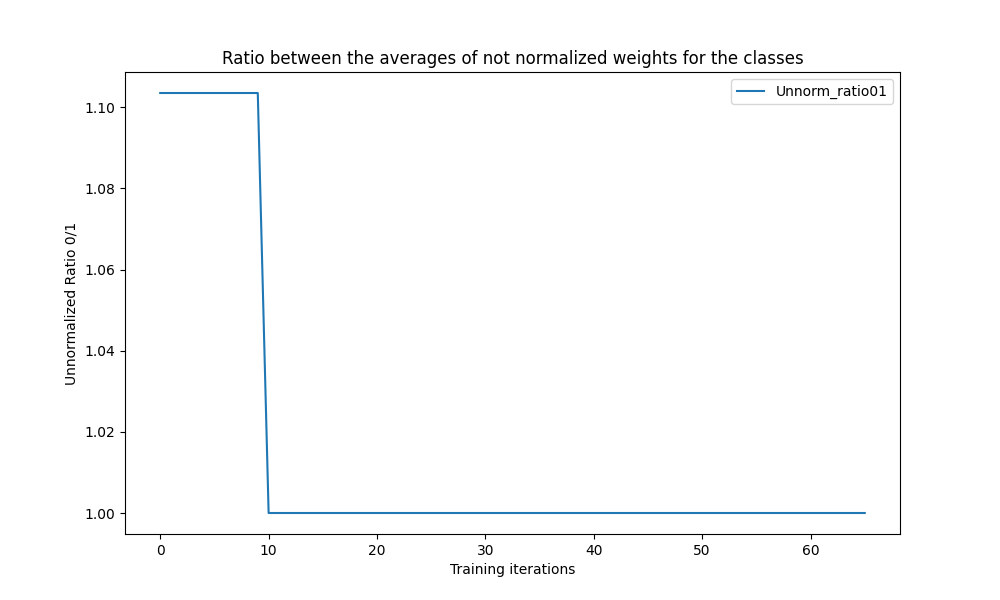 Ratio between the averages of not normalized weights for the classes
Unnorm_ratio01
Unnormalized Ratio 0/1
1.10
1.08
1.06
1.04
1.02
1.00
0 10 20 30 40 50 60
Training iterations